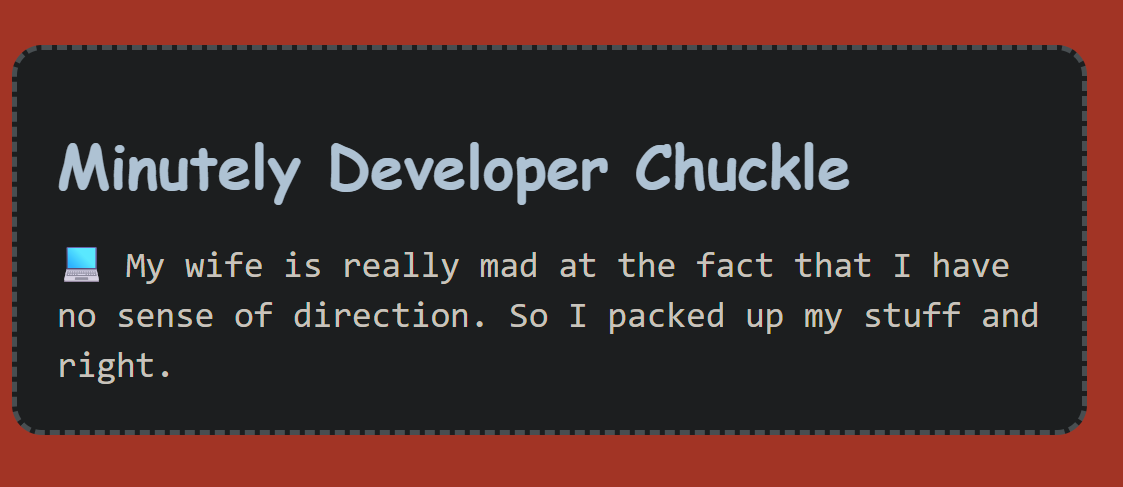 Minutely Developer Chuckle
💻 My wife is really mad at the fact that I have
no sense of direction. So I packed up my stuff and
right.